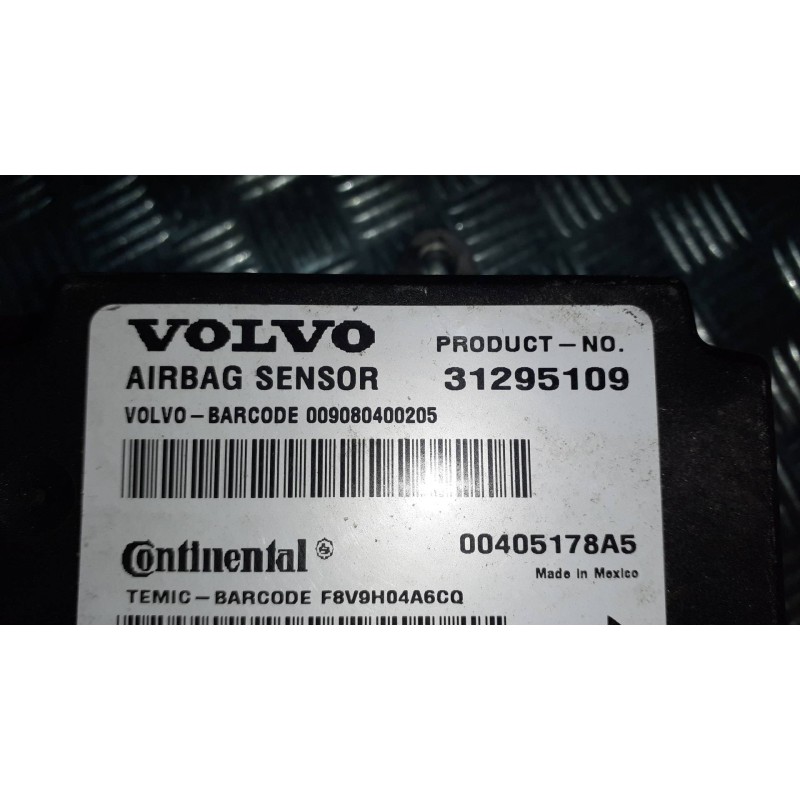 VOLVO PRODUCT-NO.
AIRBAG SENSOR 31295109
VOLVO-BARCODE 009080400205
Continental 00405178A5
Made in Mexico
TEMIC-BARCODE F8V9H04A6CQ